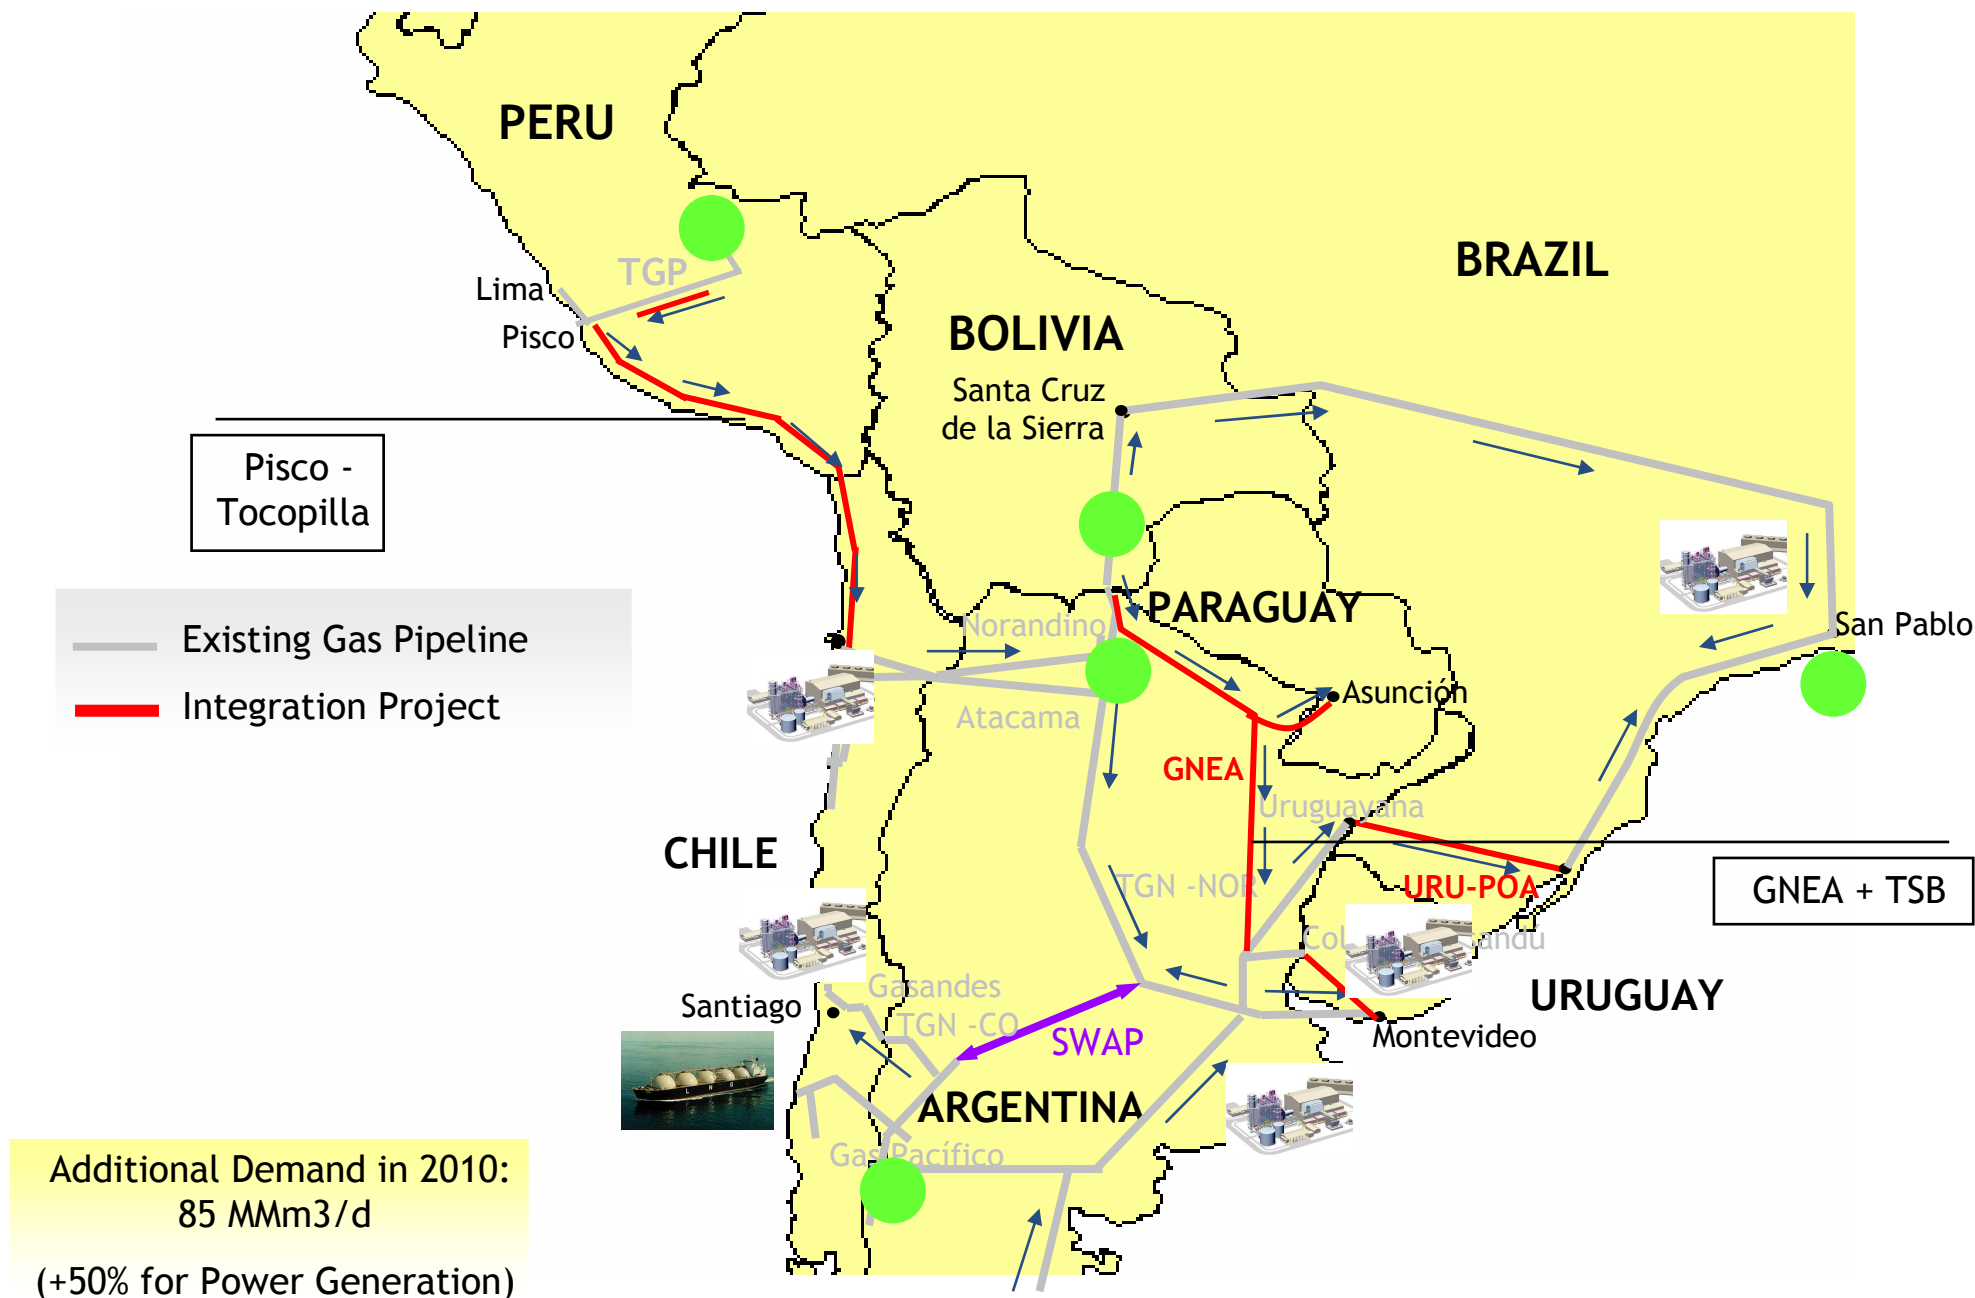 PERU
BRAZIL
TGP
Lima
Pisco
BOLIVIA
Santa Cruz
de la Sierra
Pisco -
Tocopilla
Existing Gas Pipeline
Integration Project
PARAGUAY
Norandino
San Pablo
Asunción
Atacama
GNEA
Uruguayana
CHILE
TGN -NOR
URU-POA
GNEA + TSB
Gasandes
Santiago
TGN -CO
SWAP
URUGUAY
Montevideo
L N G
ARGENTINA
Gas Pacífico
Additional Demand in 2010:
85 MMm3/d
(+50% for Power Generation)